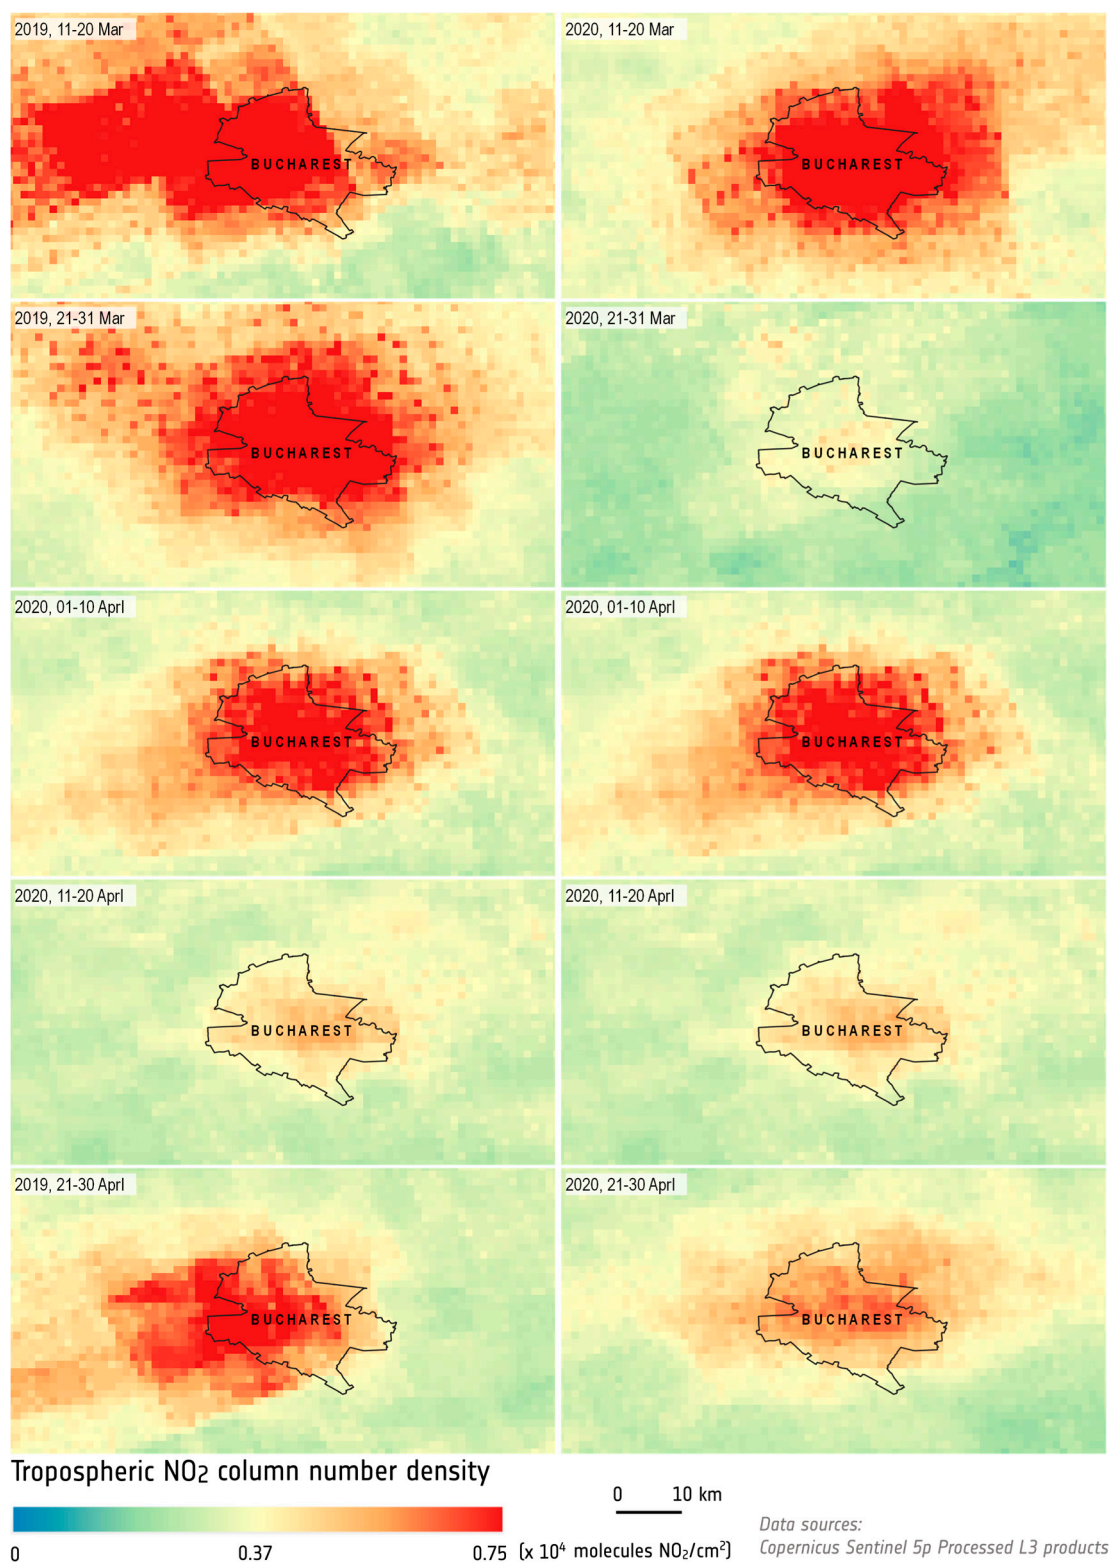 2019, 11-20 Mar
2020, 11-20 Mar
BUCHAREST
BUCHAREST
2019, 21-31 Mar
2020, 21-31 Mar
BUCHAREST
BUCHAREST
2020, 01-10 Aprl
2020, 01-10 Aprl
BUCHAREST
BUCHAREST
2020, 11-20 Aprl
2020, 11-20 Aprl
BUCHAREST
BUCHAREST
2019, 21-30 Aprl
2020, 21-30 Aprl
BUCHAREST
BUCHAREST
Tropospheric NO2 column number density
0 10 km
0 0.37 0.75 (x 10⁴ molecules NO₂/cm²)
Data sources:
Copernicus Sentinel 5p Processed L3 products